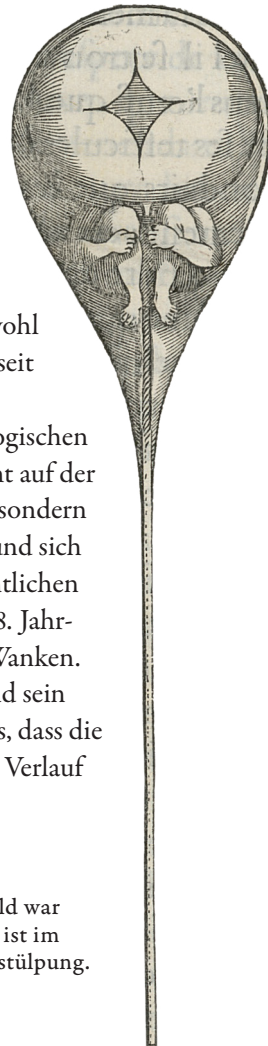 vohl
seit
ogischen
nt auf der
sondern
und sich
ntlichen
8. Jahr-
Wanken.
nd sein
s, dass die
Verlauf
ld war
ist im
stülpung.